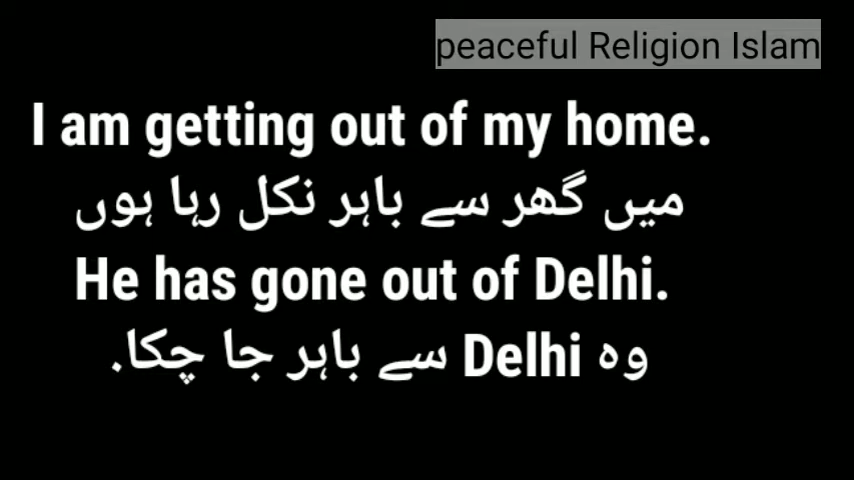 peaceful Religion Islam
I am getting out of my home.
میں گھر سے باہر نکل رہا ہوں
He has gone out of Delhi.
وہ Delhi سے باہر جا چکا.